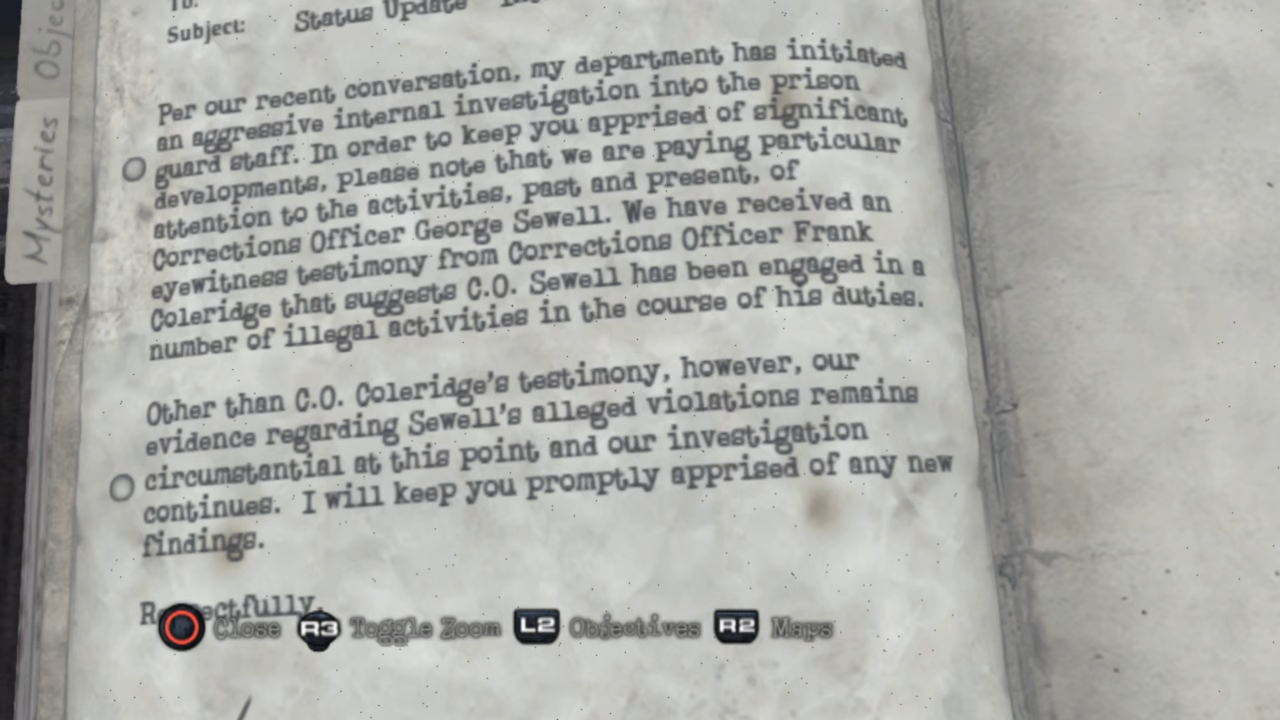 To:
Subject: Status Update
Per our recent conversation, my department has initiated
an aggressive internal investigation into the prison
guard staff. In order to keep you apprised of significant
developments, please note that we are paying particular
attention to the activities, past and present, of
Corrections Officer George Sewell. We have received an
eyewitness testimony from Corrections Officer Frank
Coleridge that suggests C.O. Sewell has been engaged in a
number of illegal activities in the course of his duties.
Other than C.O. Coleridge's testimony, however, our
evidence regarding Sewell's alleged violations remains
circumstantial at this point and our investigation
continues. I will keep you promptly apprised of any new
findings.
Close R3 Toggle Zoom L2 Objectives R2 Maps
Mysteries